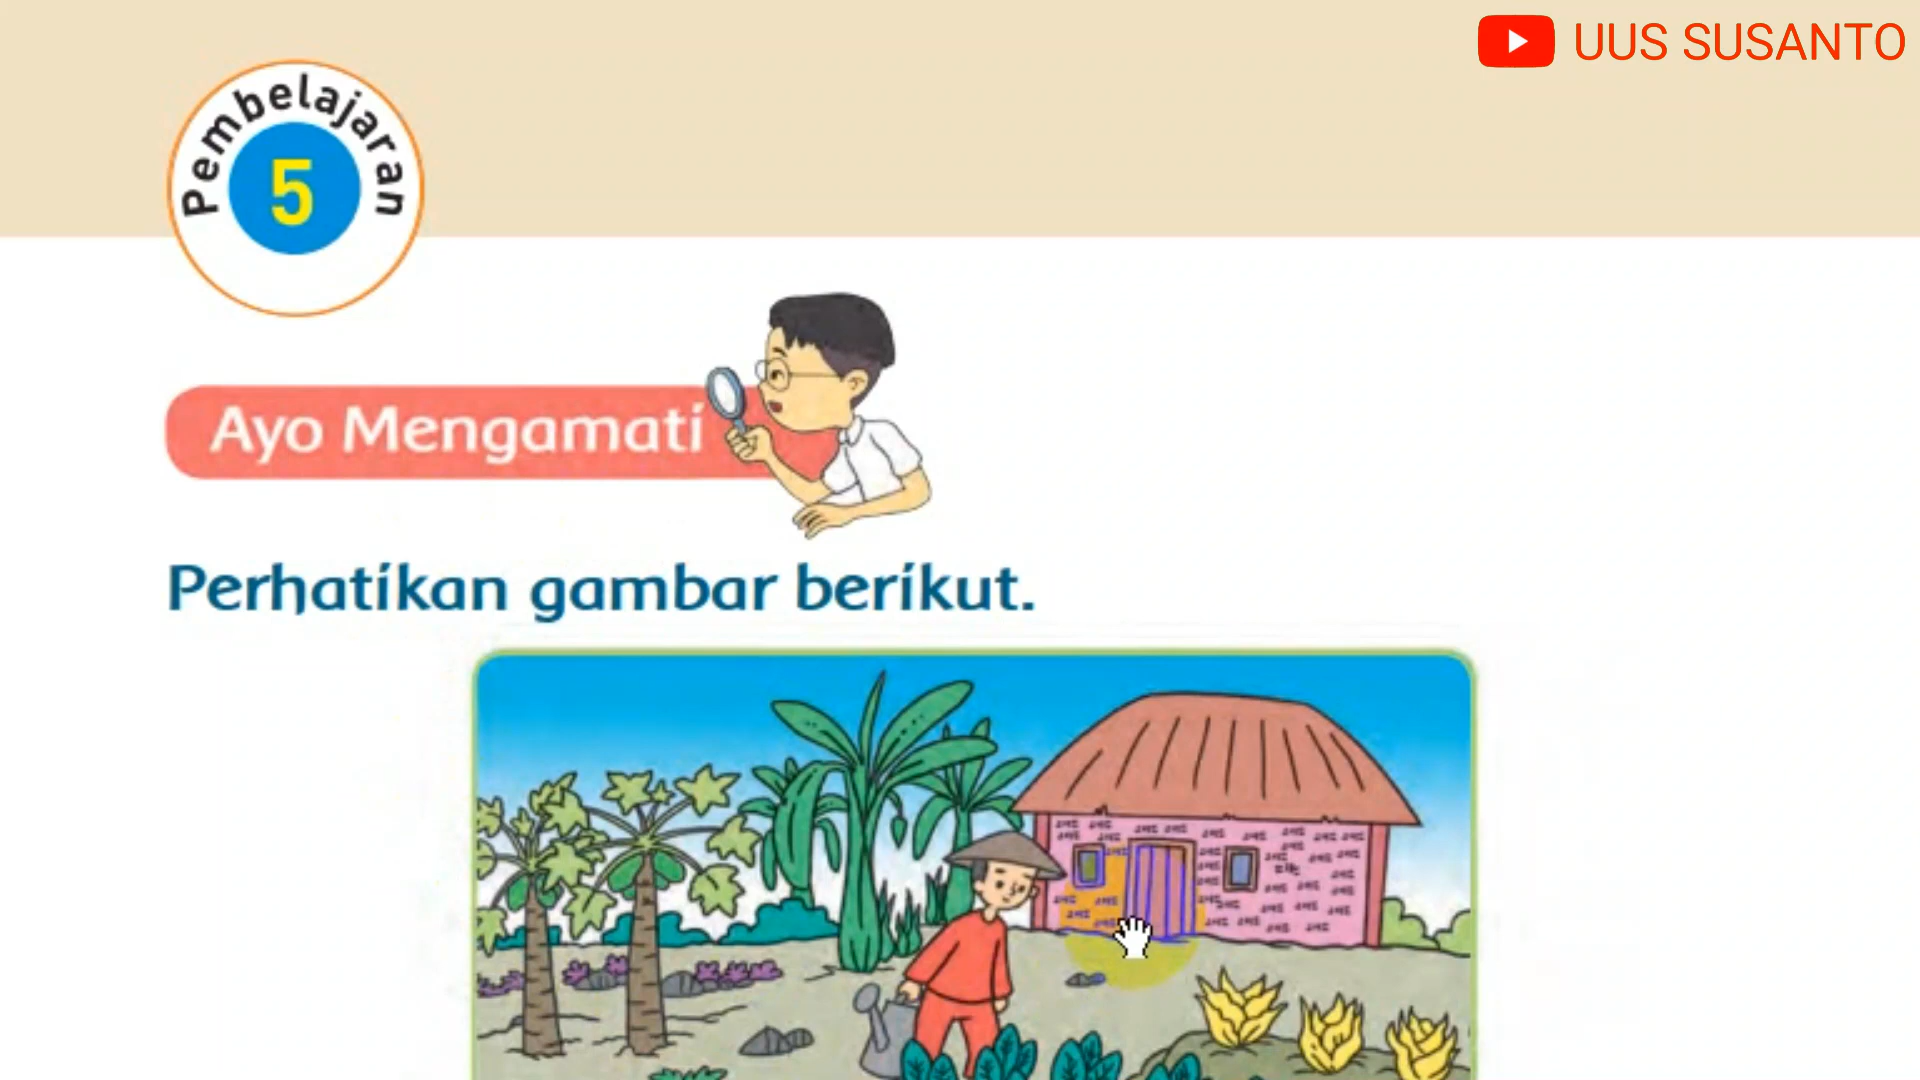 UUS SUSANTO
Pembelajaran
5
Ayo Mengamati
Perhatikan gambar berikut.